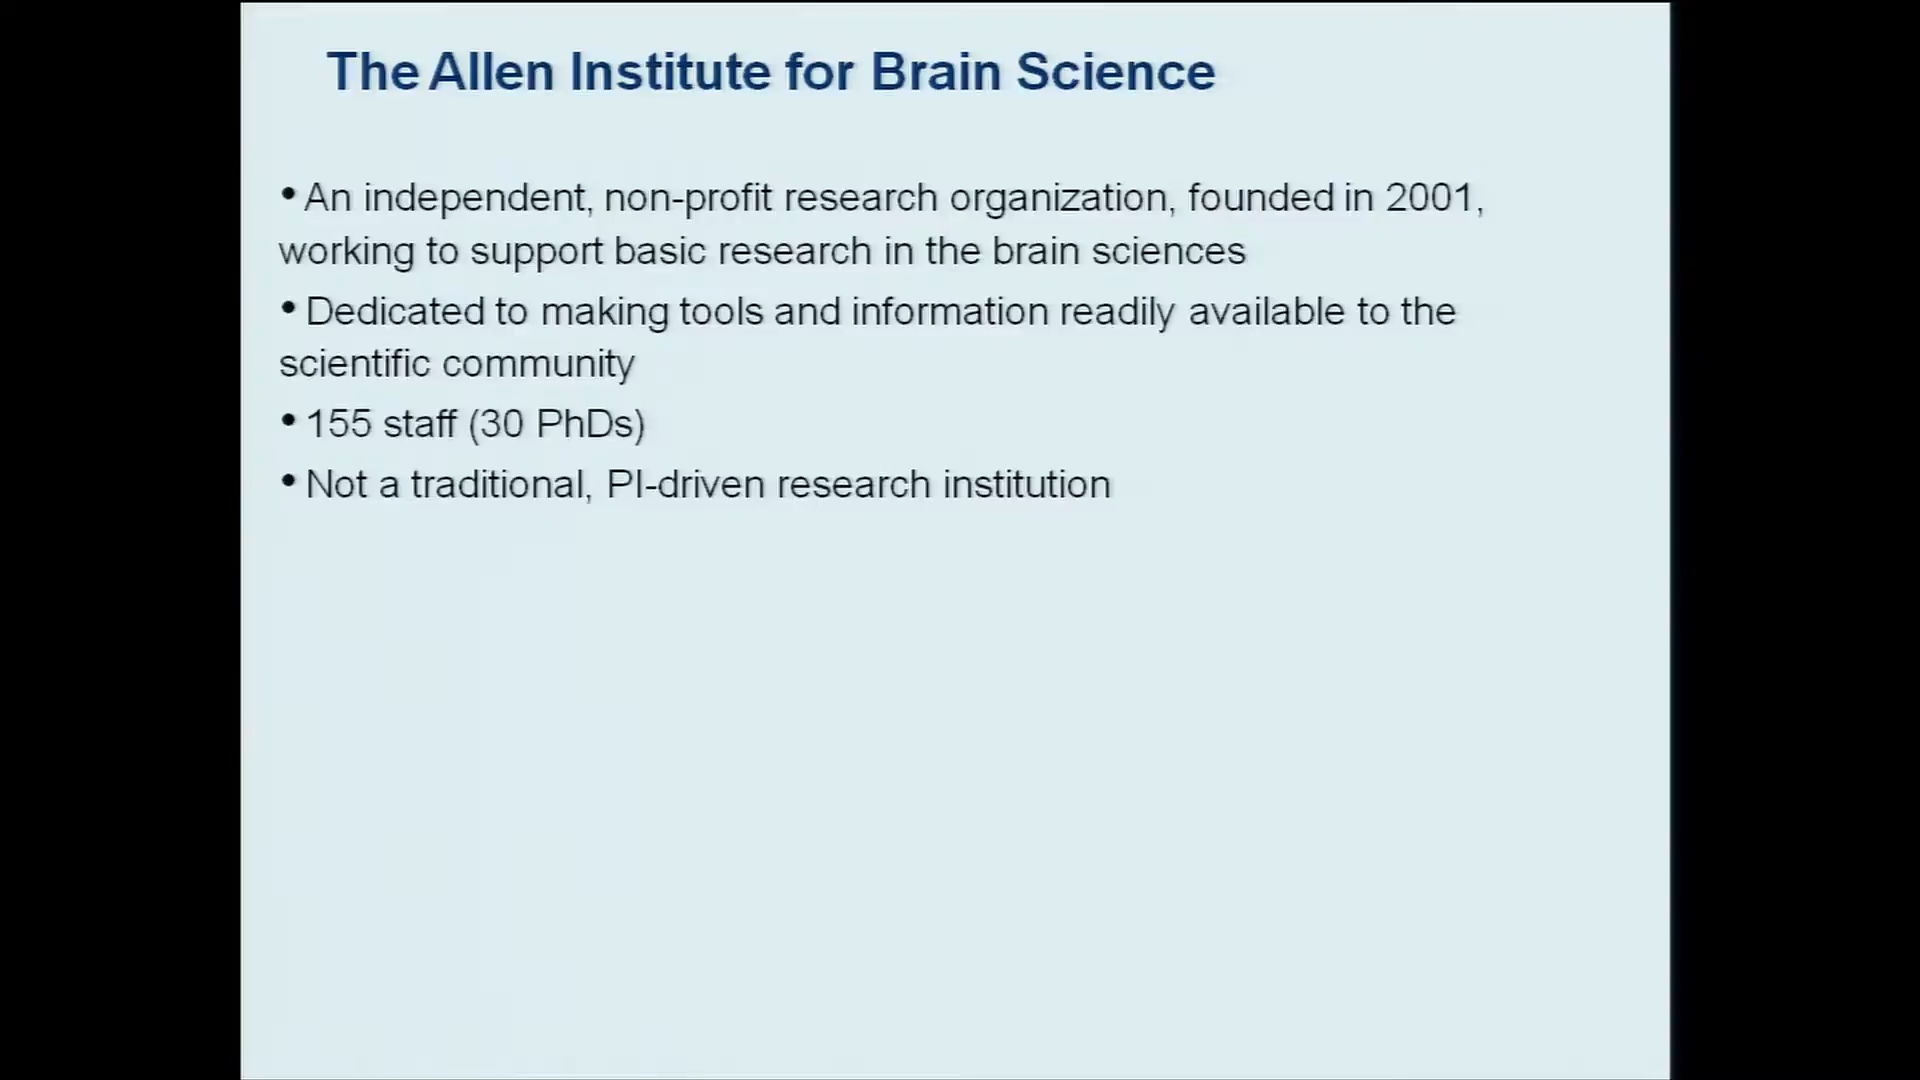 The Allen Institute for Brain Science
• An independent, non-profit research organization, founded in 2001,
working to support basic research in the brain sciences
• Dedicated to making tools and information readily available to the
scientific community
• 155 staff (30 PhDs)
• Not a traditional, PI-driven research institution